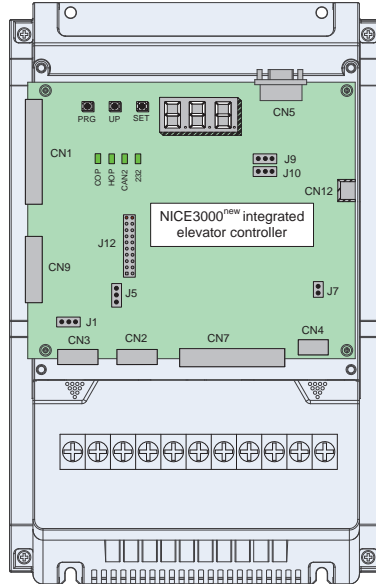 PRG UP SET
CN5
CN1
COP HOP CAN2 232
J9
J10
CN12
NICE3000new integrated
elevator controller
J12
CN9
J5
J7
J1
CN3 CN2 CN7 CN4